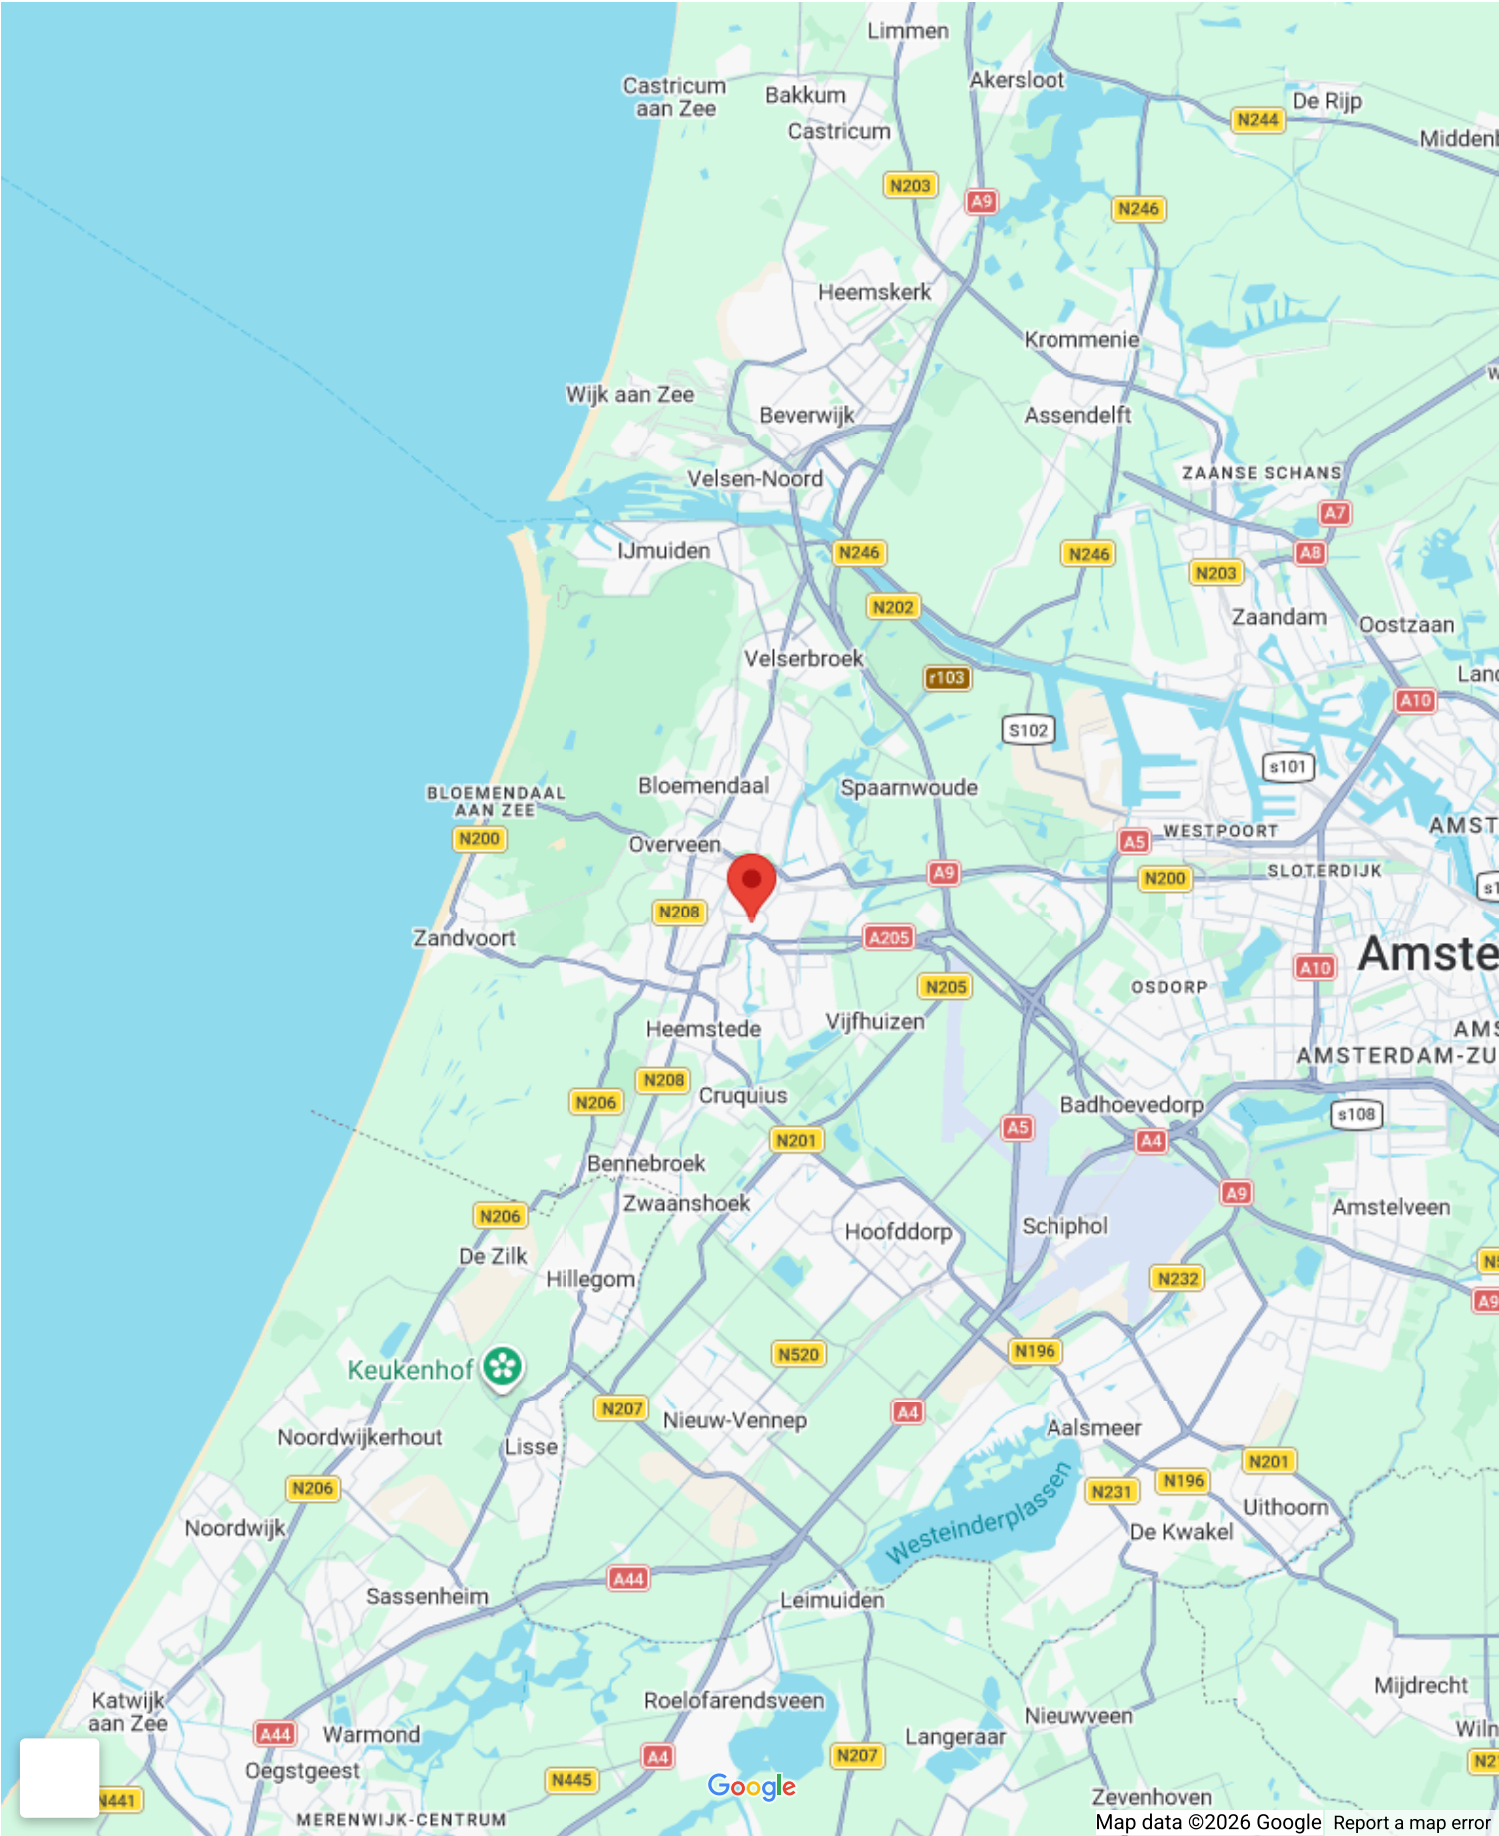 Limmen
Akersloot
Castricum
aan Zee
Bakkum
De Rijp
N244
Castricum
N203
A9
N246
Heemskerk
Krommenie
Wijk aan Zee
Beverwijk
Assendelft
ZAANSE SCHANS
Velsen-Noord
A7
IJmuiden
N246
N246
A8
N203
N202
Zaandam
Oostzaan
Velserbroek
r103
A10
S102
s101
Bloemendaal
Spaarnwoude
BLOEMENDAAL
AAN ZEE
N200
WESTPOORT
A5
Overveen
A9
N200
SLOTERDIJK
N208
Zandvoort
A205
A10
N205
OSDORP
Vijfhuizen
Heemstede
N208
Cruquius
N206
Badhoevedorp
s108
A5
A4
N201
Bennebroek
A9
Zwaanshoek
Amstelveen
N206
Hoofddorp
Schiphol
De Zilk
Hillegom
N232
A9
N520
N196
Keukenhof
N207
A4
Nieuw-Vennep
Aalsmeer
Noordwijkerhout
Lisse
N201
N206
N231
N196
Westeinderplassen
Uithoorn
Noordwijk
De Kwakel
A44
Sassenheim
Leimuiden
Mijdrecht
Katwijk
aan Zee
Roelofarendsveen
Nieuwveen
A44
Warmond
Langeraar
A4
N207
Oegstgeest
N445
Google
N441
Zevenhoven
MERENWIJK-CENTRUM
Map data ©2026 Google
Report a map error